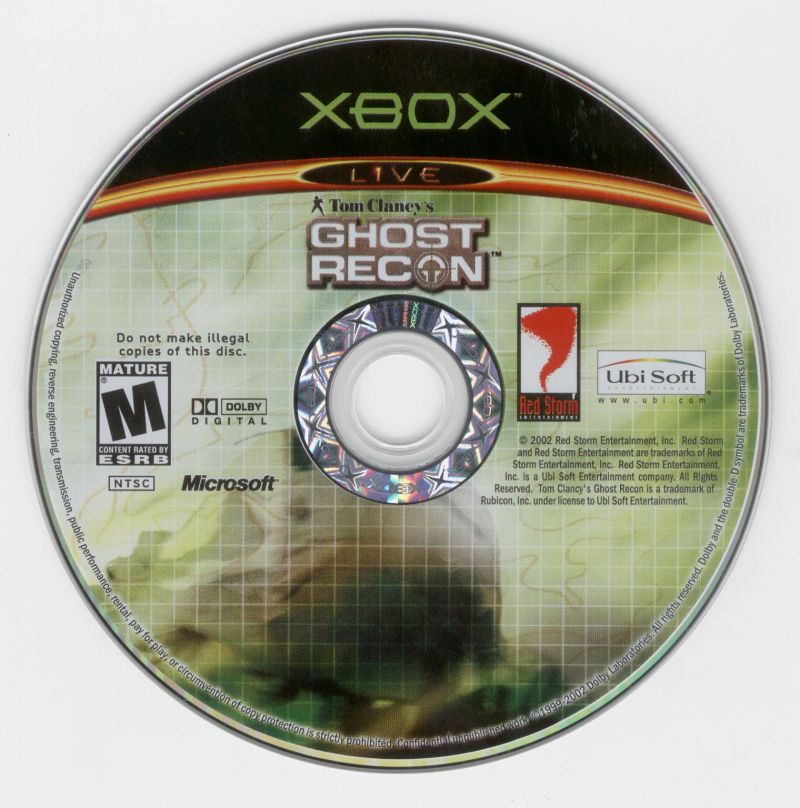 XBOX™
LIVE
Tom Clancy's
GHOST
RECON™
Do not make illegal
copies of this disc.
MATURE
M®
CONTENT RATED BY
ESRB
NTSC
DOLBY
DIGITAL
Microsoft®
XBOX
Red Storm
ENTERTAINMENT
Ubi Soft
ENTERTAINMENT
www.ubi.com
© 2002 Red Storm Entertainment, Inc. Red Storm
and Red Storm Entertainment are trademarks of Red
Storm Entertainment, Inc. Red Storm Entertainment,
Inc. is a Ubi Soft Entertainment company. All Rights
Reserved. Tom Clancy's Ghost Recon is a trademark of
Rubicon, Inc. under license to Ubi Soft Entertainment.
Unauthorized copying, reverse engineering, transmission, public performance, rental, pay for play, or circumvention of copy protection is strictly prohibited. Confidential unpublished work. ©1999-2002 Dolby Laboratories. All rights reserved. Dolby and the double-D symbol are trademarks of Dolby Laboratories.